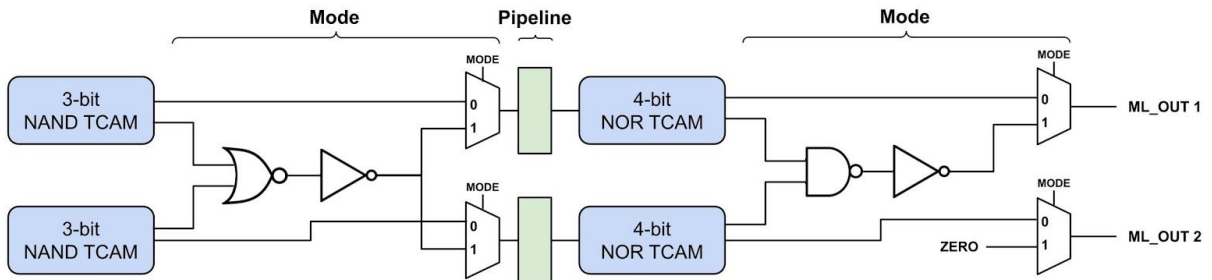 Mode
Pipeline
Mode
MODE
MODE
3-bit
NAND TCAM
0
1
4-bit
NOR TCAM
0
1
ML_OUT 1
MODE
MODE
3-bit
NAND TCAM
0
1
4-bit
NOR TCAM
0
1
ZERO
ML_OUT 2